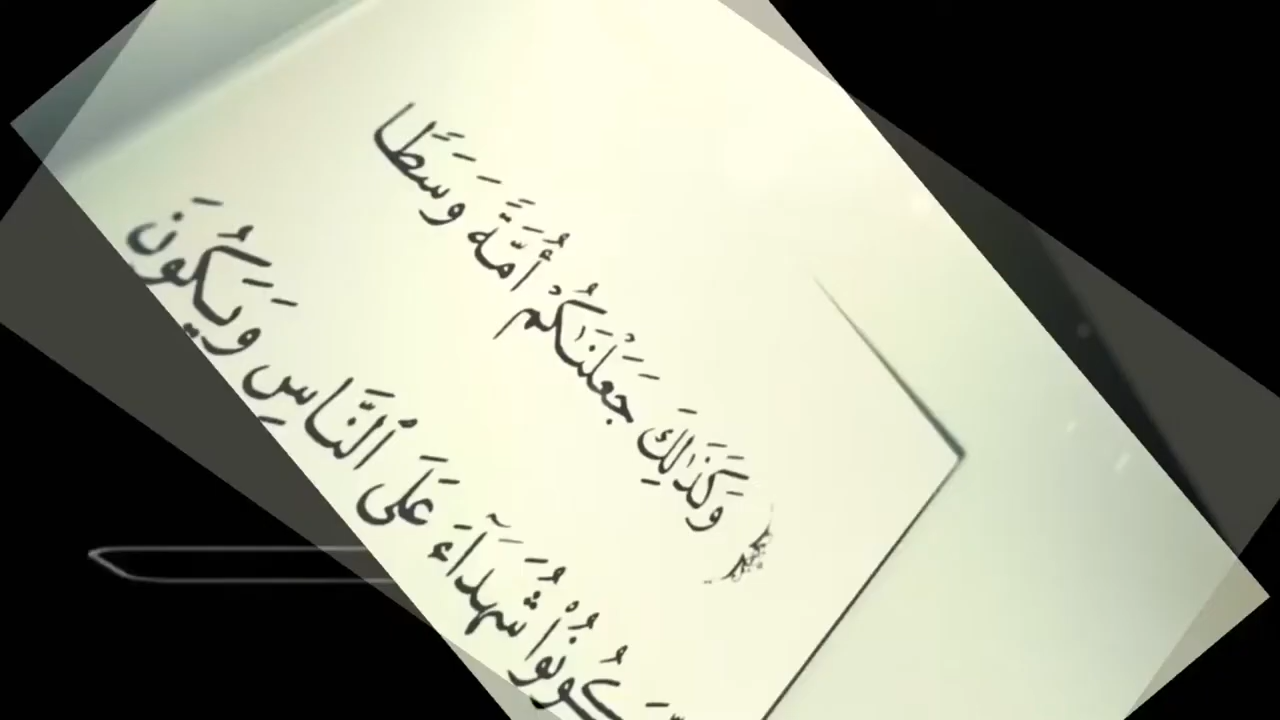 ﴿وَكَذَٰلِكَ جَعَلْنَٰكُمْ أُمَّةً وَسَطًا
كُونُوا۟ شُهَدَآءَ عَلَى ٱلنَّاسِ وَيَكُونَ